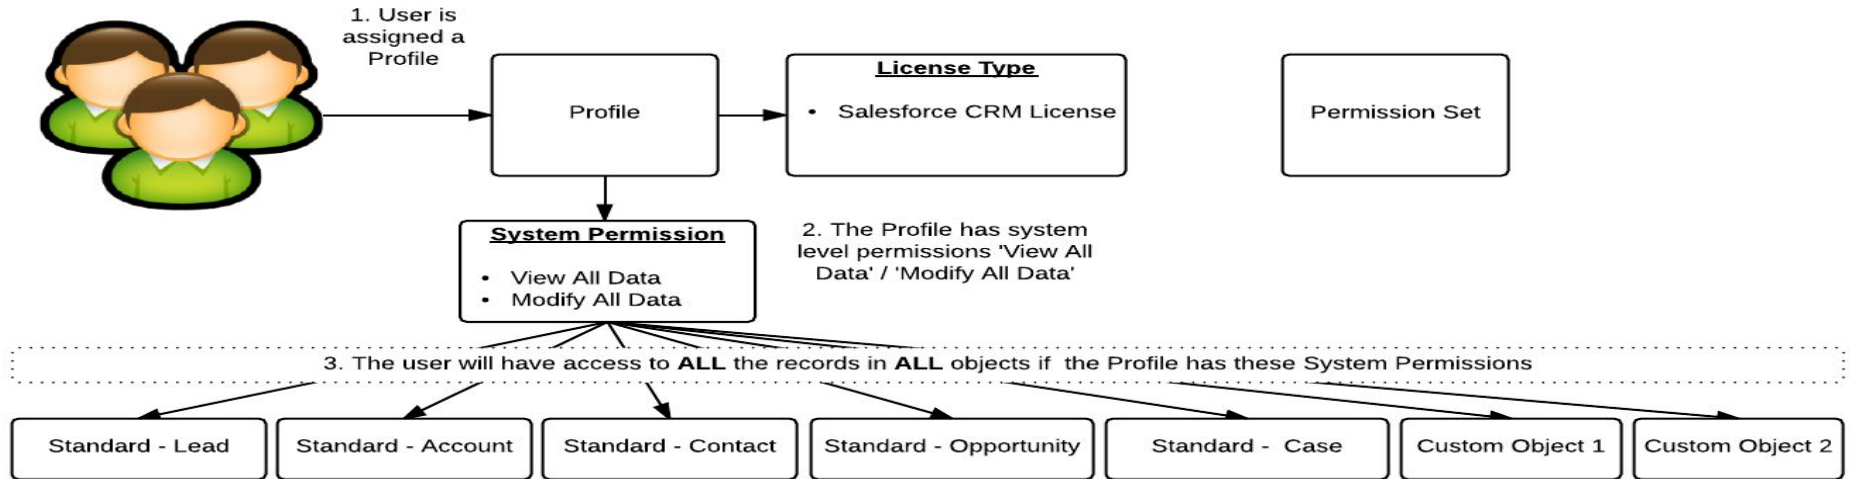 1. User is
assigned a
Profile
Profile
License Type
• Salesforce CRM License
Permission Set
System Permission
• View All Data
• Modify All Data
2. The Profile has system
level permissions 'View All
Data' / 'Modify All Data'
3. The user will have access to ALL the records in ALL objects if  the Profile has these System Permissions
Standard - Lead
Standard - Account
Standard - Contact
Standard - Opportunity
Standard -  Case
Custom Object 1
Custom Object 2